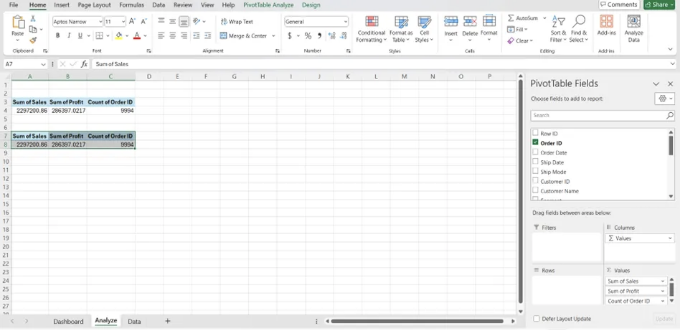 File Home Insert Page Layout Formulas Data Review View Help PivotTable Analyze Design Comments Share
Aptos Narrow 11 Wrap Text General AutoSum
Paste Merge & Center Conditional Formatting Format as Table Cell Styles Insert Delete Format Fill Clear Sort & Filter Find & Select Add-ins Analyze Data
Clipboard Font Alignment Number Styles Cells Editing Add-ins
A7 fx Sum of Sales
A B C D E F G H I J K L M N O P
1
2
3 Sum of Sales Sum of Profit Count of Order ID
4 2297200.86 286397.0217 9994
5
6
7 Sum of Sales Sum of Profit Count of Order ID
8 2297200.86 286397.0217 9994
9
10
11
12
13
14
15
16
17
18
19
20
21
22
23
24
25
26
27
Dashboard Analyze Data +
PivotTable Fields
Choose fields to add to report:
Search
Row ID
Order ID
Order Date
Ship Date
Ship Mode
Customer ID
Customer Name
Drag fields between areas below:
Filters Columns
Σ Values
Rows Values
Sum of Sales
Sum of Profit
Count of Order ID
Defer Layout Update Update